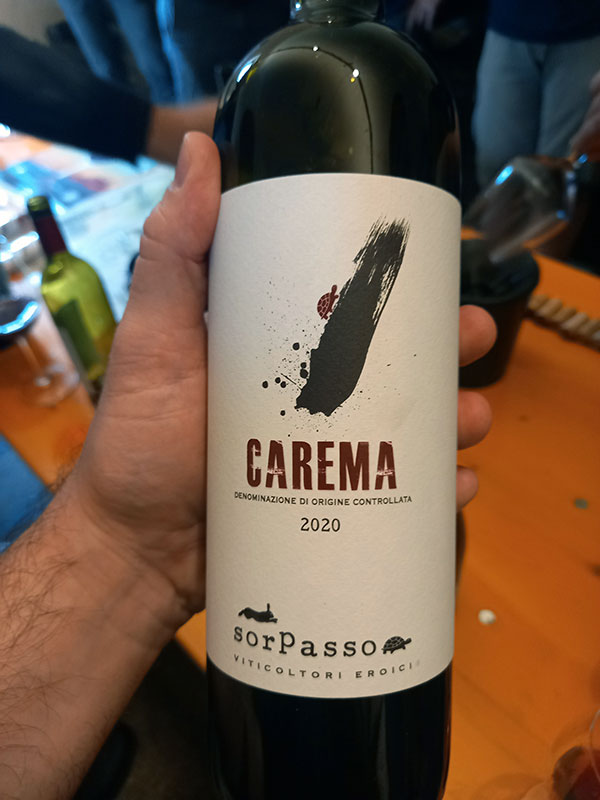 CAREMA
DENOMINAZIONE DI ORIGINE CONTROLLATA
2020
sorPasso
VITICOLTORI EROICI